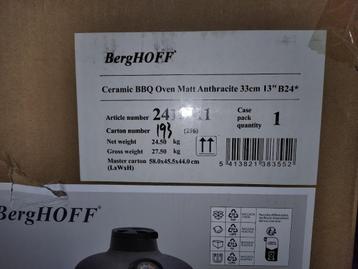 BergHOFF®
Ceramic BBQ Oven Matt Anthracite 33cm 13" B24*
Article number
Case pack quantity 1
Carton number 193 (296)
Net weight 24.50 kg
Gross weight 27.50 kg
Master carton 58.0x45.5x44.0 cm
(LxWxH)
5 413821 383552
BergHOFF®